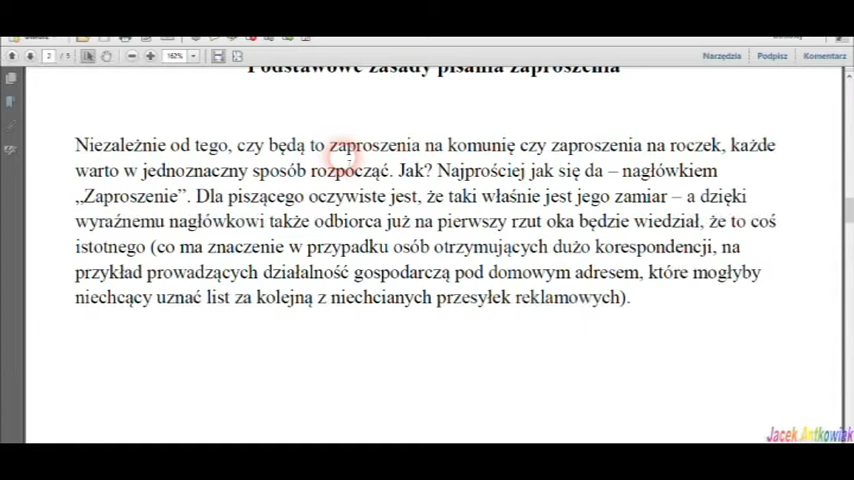 2 / 5
162%
Narzędzia
Podpisz
Komentarz
Podstawowe zasady pisania zaproszenia
Niezależnie od tego, czy będą to zaproszenia na komunię czy zaproszenia na roczek, każde
warto w jednoznaczny sposób rozpocząć. Jak? Najprościej jak się da – nagłówkiem
„Zaproszenie”. Dla piszącego oczywiste jest, że taki właśnie jest jego zamiar – a dzięki
wyraźnemu nagłówkowi także odbiorca już na pierwszy rzut oka będzie wiedział, że to coś
istotnego (co ma znaczenie w przypadku osób otrzymujących dużo korespondencji, na
przykład prowadzących działalność gospodarczą pod domowym adresem, które mogłyby
niechcący uznać list za kolejną z niechcianych przesyłek reklamowych).
Jacek Antkowiak